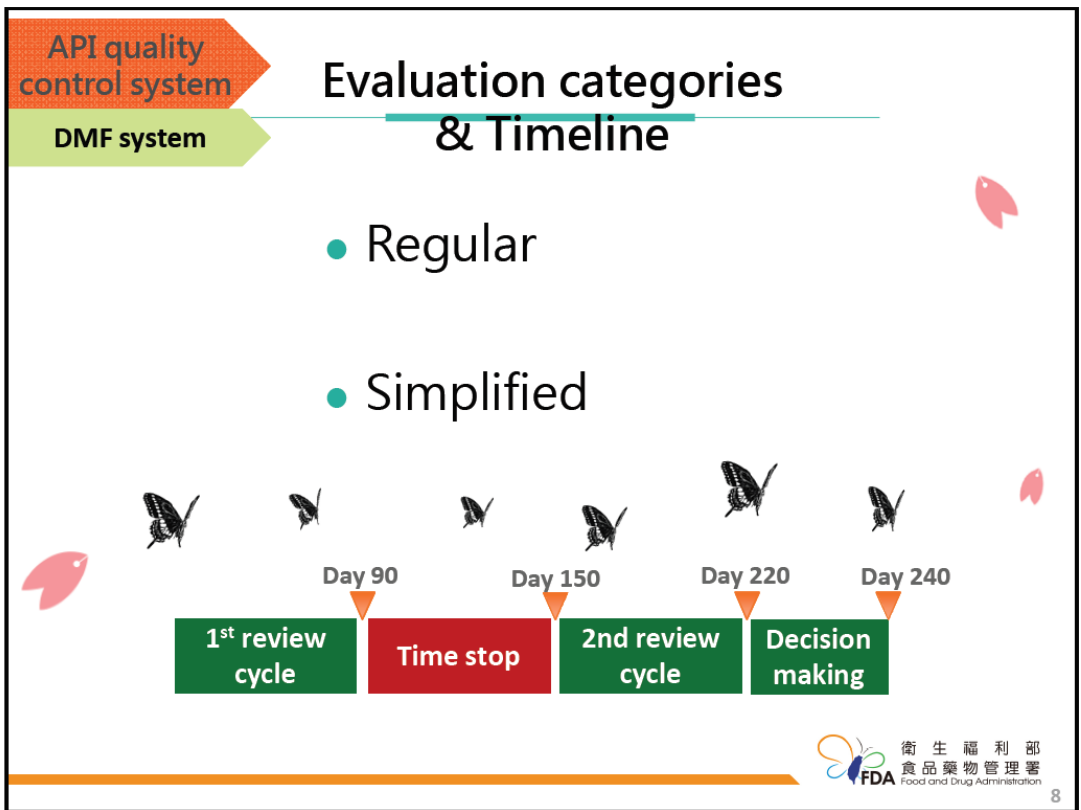 API quality
control system
DMF system
Evaluation categories
& Timeline
• Regular
• Simplified
Day 90
Day 150
Day 220
Day 240
1st review
cycle
Time stop
2nd review
cycle
Decision
making
FDA
衛生福利部
食品藥物管理署
Food and Drug Administration
8